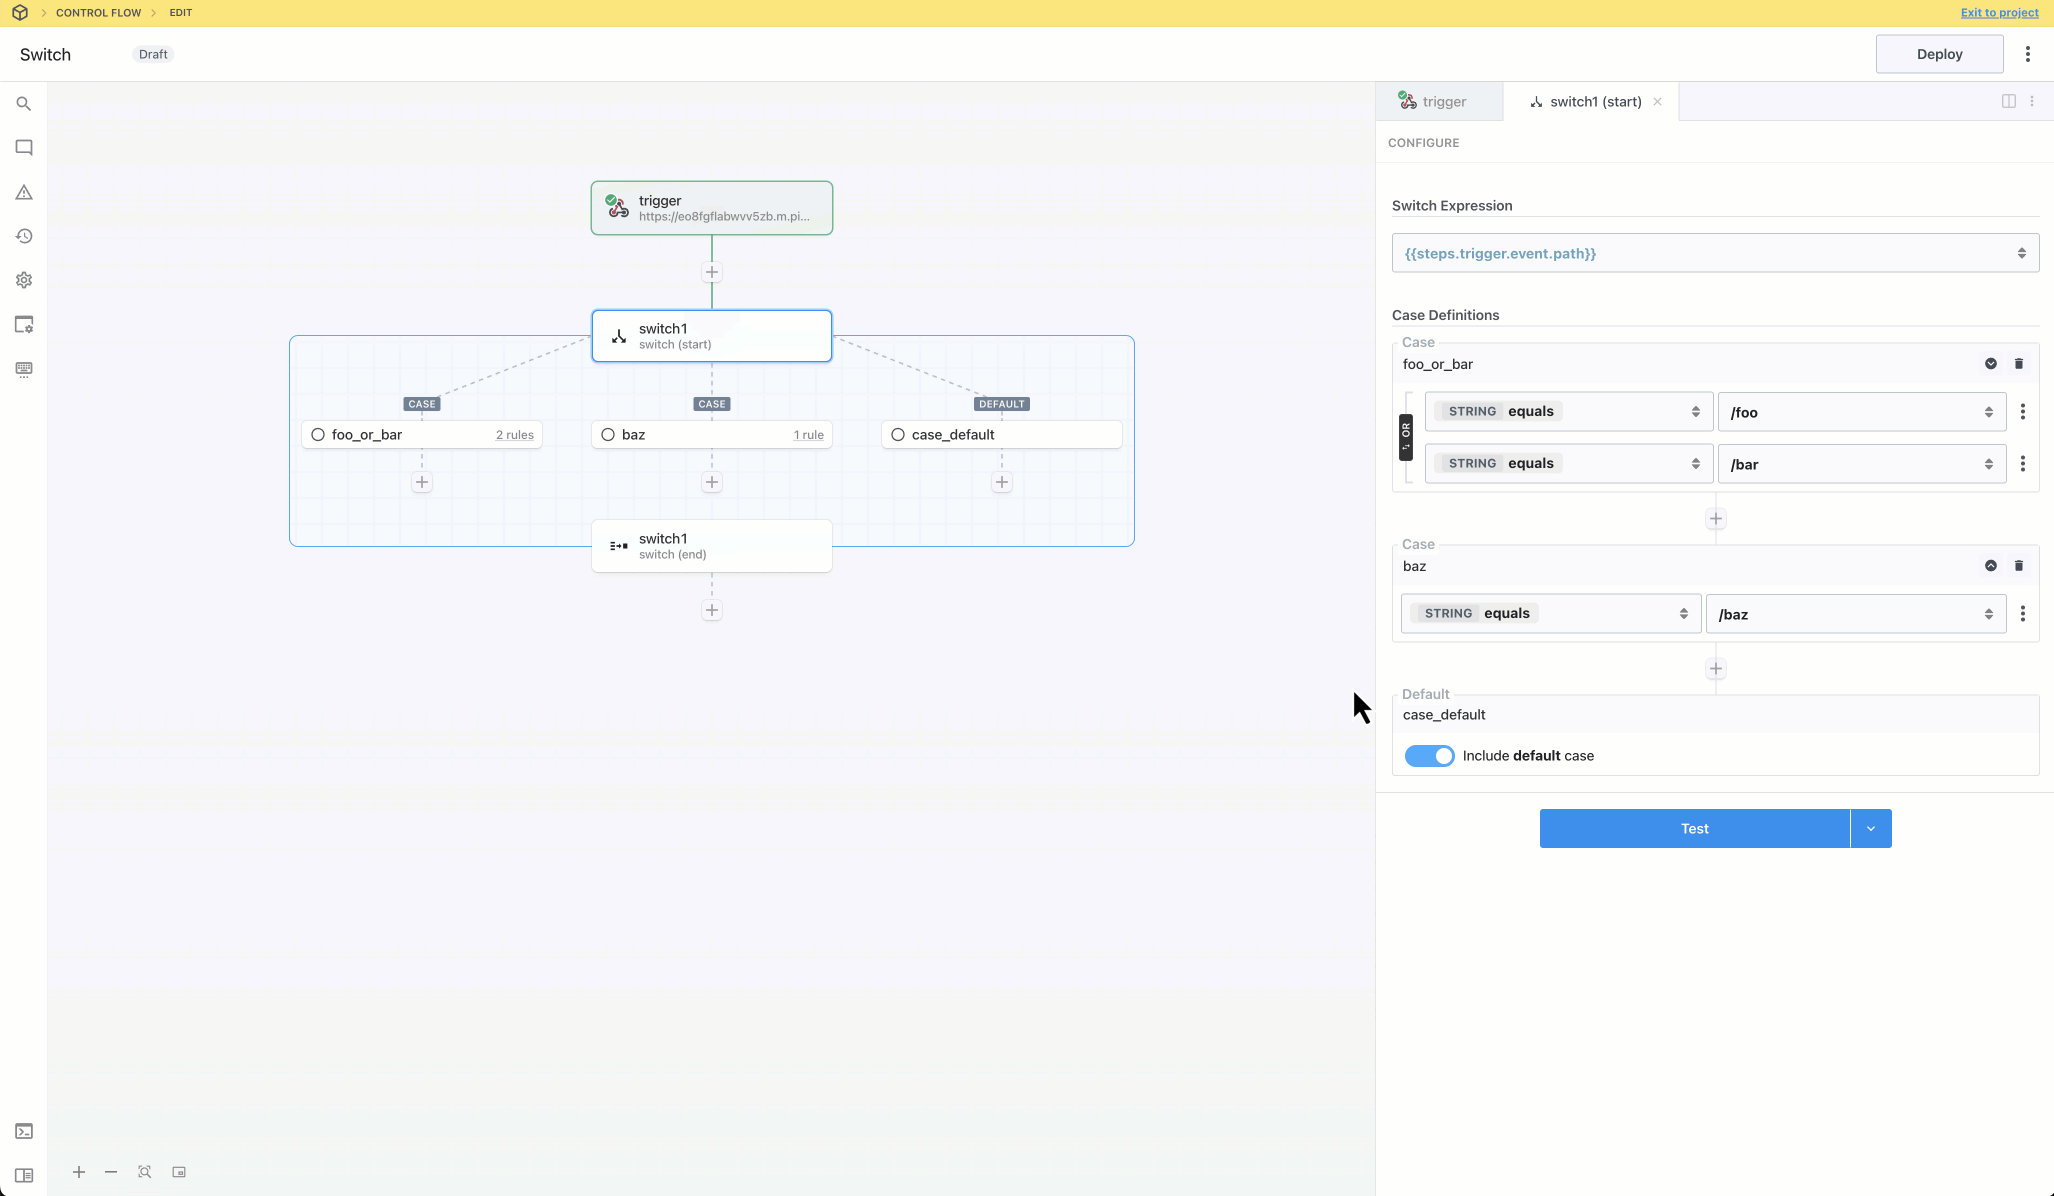 CONTROL FLOW
EDIT
Exit to project
Switch
Draft
Deploy
trigger
https://eo8fgflabwvv5zb.m.pi...
switch1
switch (start)
CASE
CASE
DEFAULT
foo_or_bar
2 rules
baz
1 rule
case_default
switch1
switch (end)
trigger
switch1 (start)
CONFIGURE
Switch Expression
{{steps.trigger.event.path}}
Case Definitions
Case
foo_or_bar
OR
STRING equals
/foo
STRING equals
/bar
Case
baz
STRING equals
/baz
Default
case_default
Include default case
Test